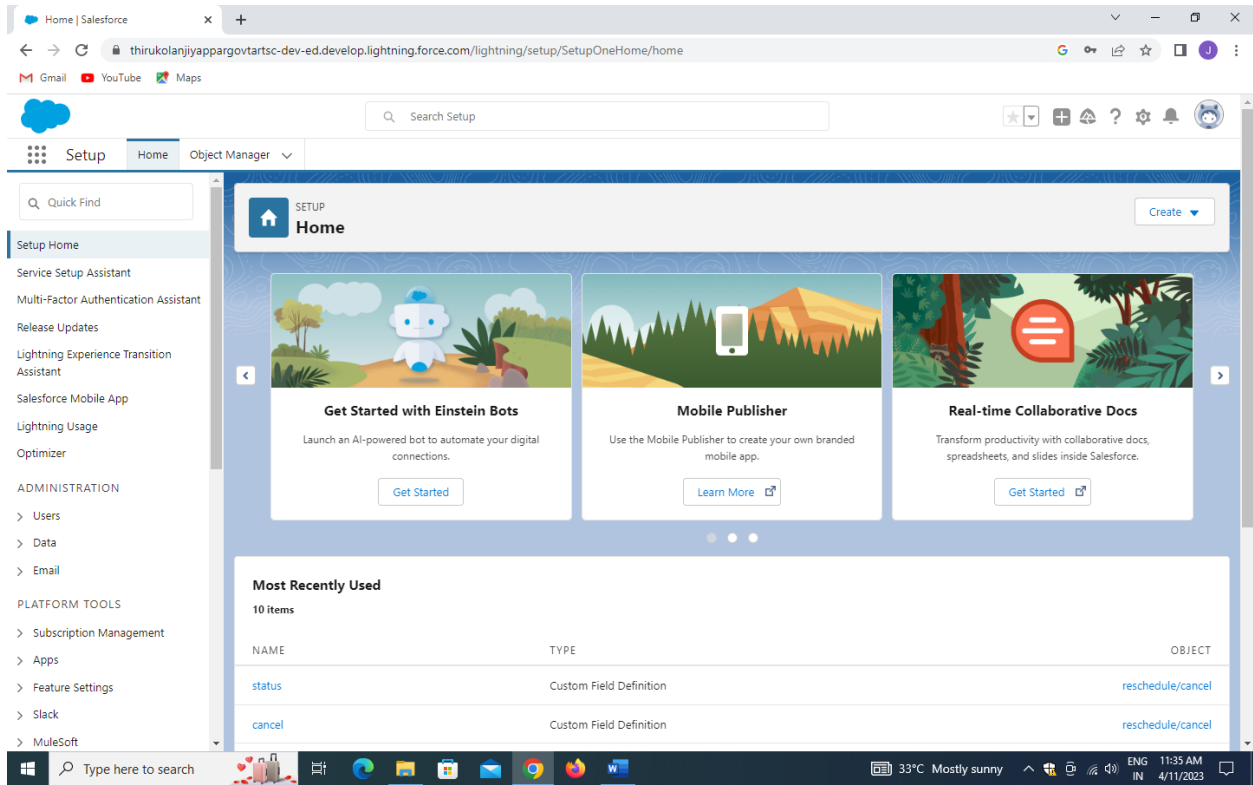 Home | Salesforce
thirukolanjiyappargovtartsc-dev-ed.develop.lightning.force.com/lightning/setup/SetupOneHome/home
G
J
Gmail YouTube Maps
Search Setup
Setup Home Object Manager
Quick Find
Setup Home
Service Setup Assistant
Multi-Factor Authentication Assistant
Release Updates
Lightning Experience Transition
Assistant
Salesforce Mobile App
Lightning Usage
Optimizer
ADMINISTRATION
Users
Data
Email
PLATFORM TOOLS
Subscription Management
Apps
Feature Settings
Slack
MuleSoft
SETUP
Home
Create
Get Started with Einstein Bots
Launch an AI-powered bot to automate your digital
connections.
Get Started
Mobile Publisher
Use the Mobile Publisher to create your own branded
mobile app.
Learn More
Real-time Collaborative Docs
Transform productivity with collaborative docs,
spreadsheets, and slides inside Salesforce.
Get Started
Most Recently Used
10 items
NAME TYPE OBJECT
status Custom Field Definition reschedule/cancel
cancel Custom Field Definition reschedule/cancel
Type here to search
33°C Mostly sunny
ENG
IN
11:35 AM
4/11/2023